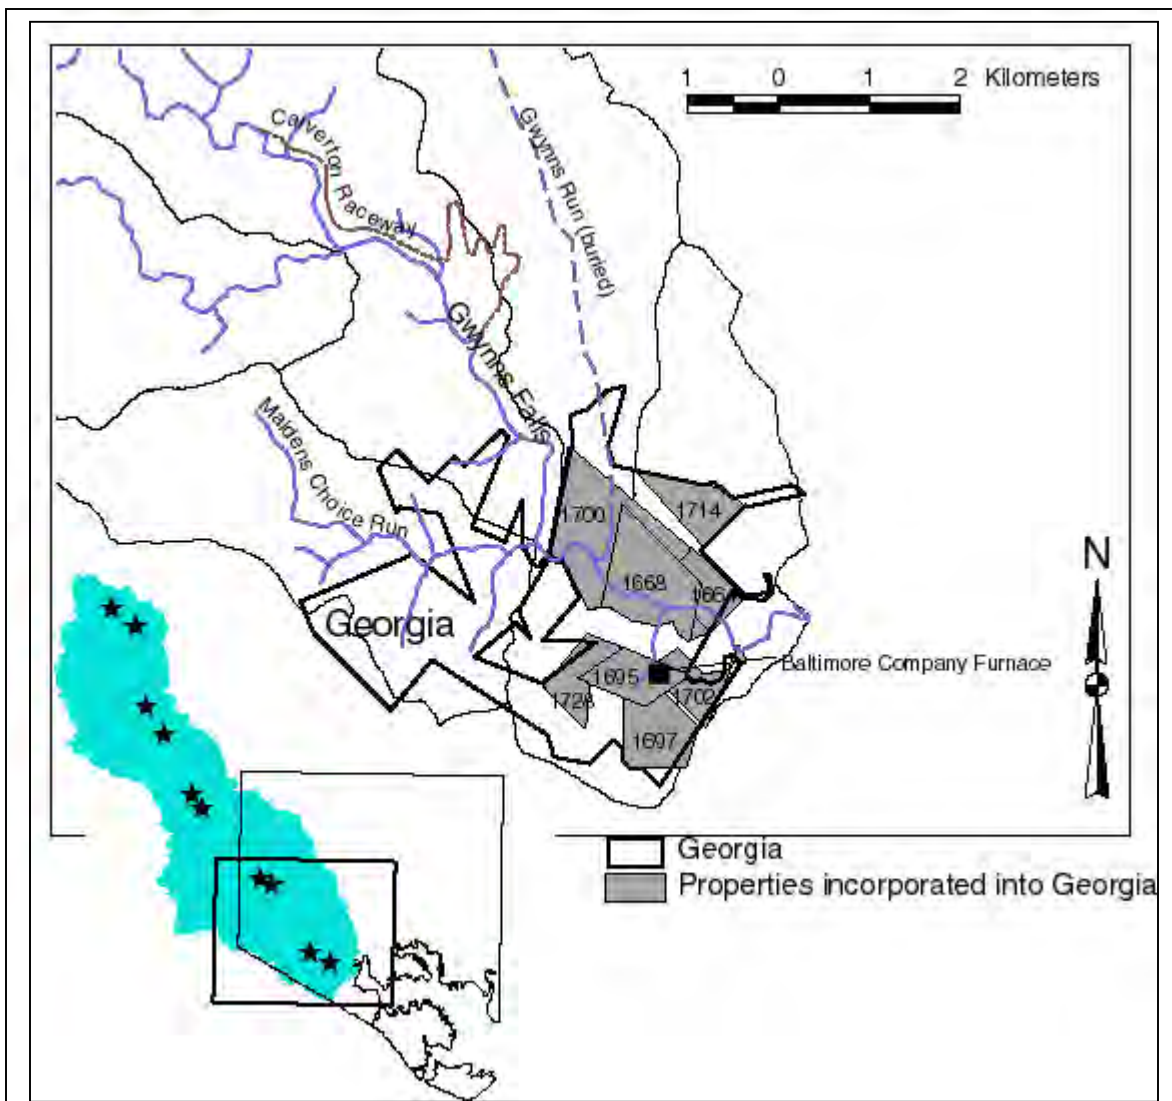 1 0 1 2 Kilometers
Calverton Raceway
Gwynns Run (buried)
Gwynns Falls
Maidens Choice Run
1700
1714
N
1668
Georgia
Baltimore Company Furnace
1695
1702
1697
Georgia
Properties incorporated into Georgia